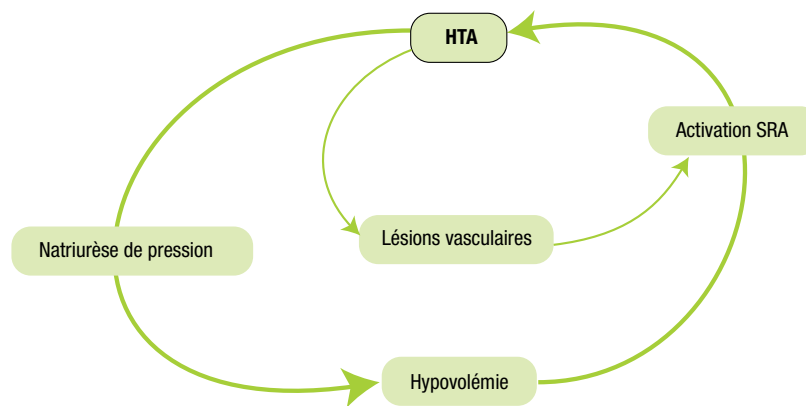 HTA
Activation SRA
Lésions vasculaires
Natriurèse de pression
Hypovolémie